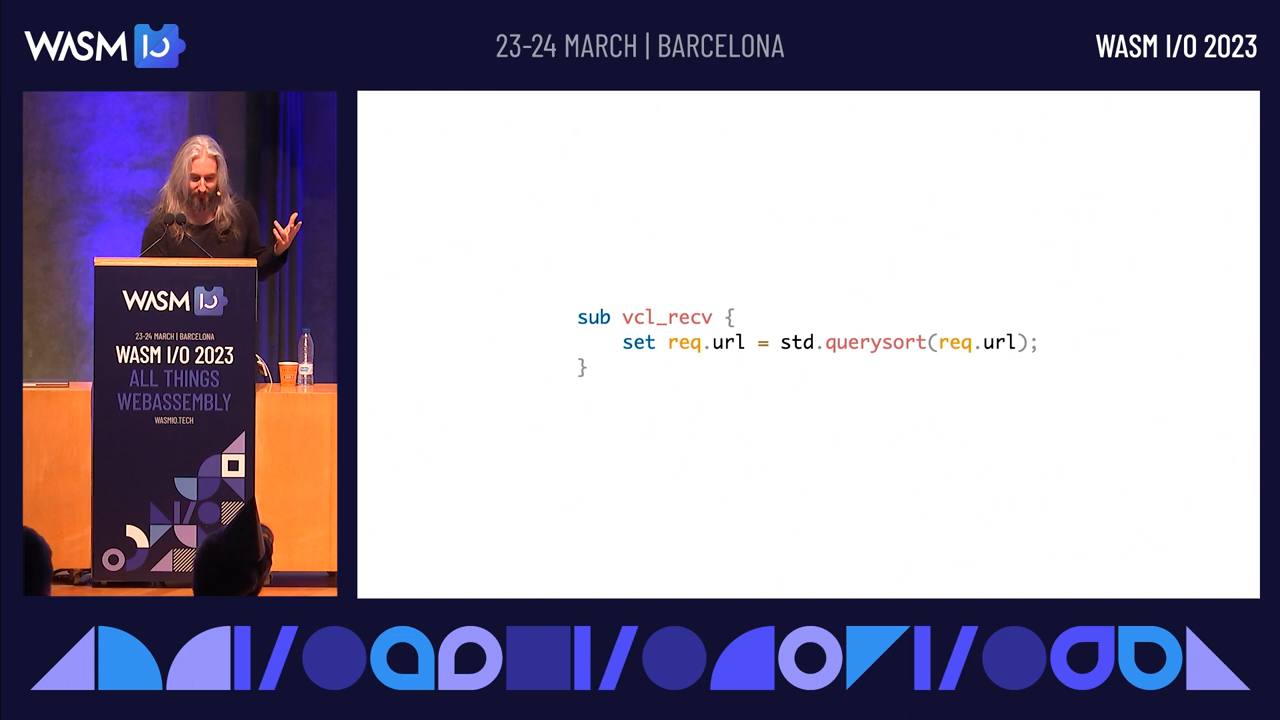 WASM I/O
23-24 MARCH | BARCELONA
WASM I/O 2023
WASM I/O
23-24 MARCH | BARCELONA
WASM I/O 2023
ALL THINGS
WEBASSEMBLY
WASMIO.TECH
sub vcl_recv {
    set req.url = std.querysort(req.url);
}